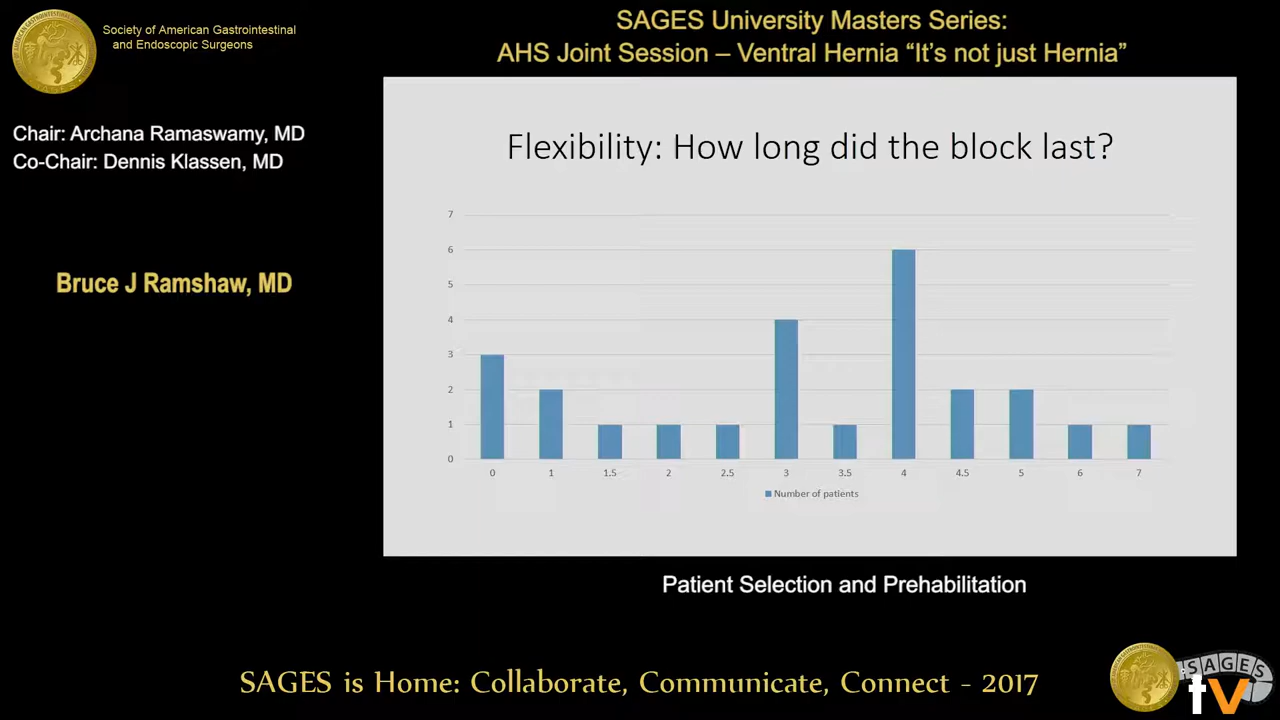 Society of American Gastrointestinal
and Endoscopic Surgeons
SAGES University Masters Series:
AHS Joint Session – Ventral Hernia “It’s not just Hernia”
Chair: Archana Ramaswamy, MD
Co-Chair: Dennis Klassen, MD
Bruce J Ramshaw, MD
Flexibility: How long did the block last?
7
6
5
4
3
2
1
0
0 1 1.5 2 2.5 3 3.5 4 4.5 5 6 7
Number of patients
Patient Selection and Prehabilitation
SAGES is Home: Collaborate, Communicate, Connect - 2017
SAGES
tv